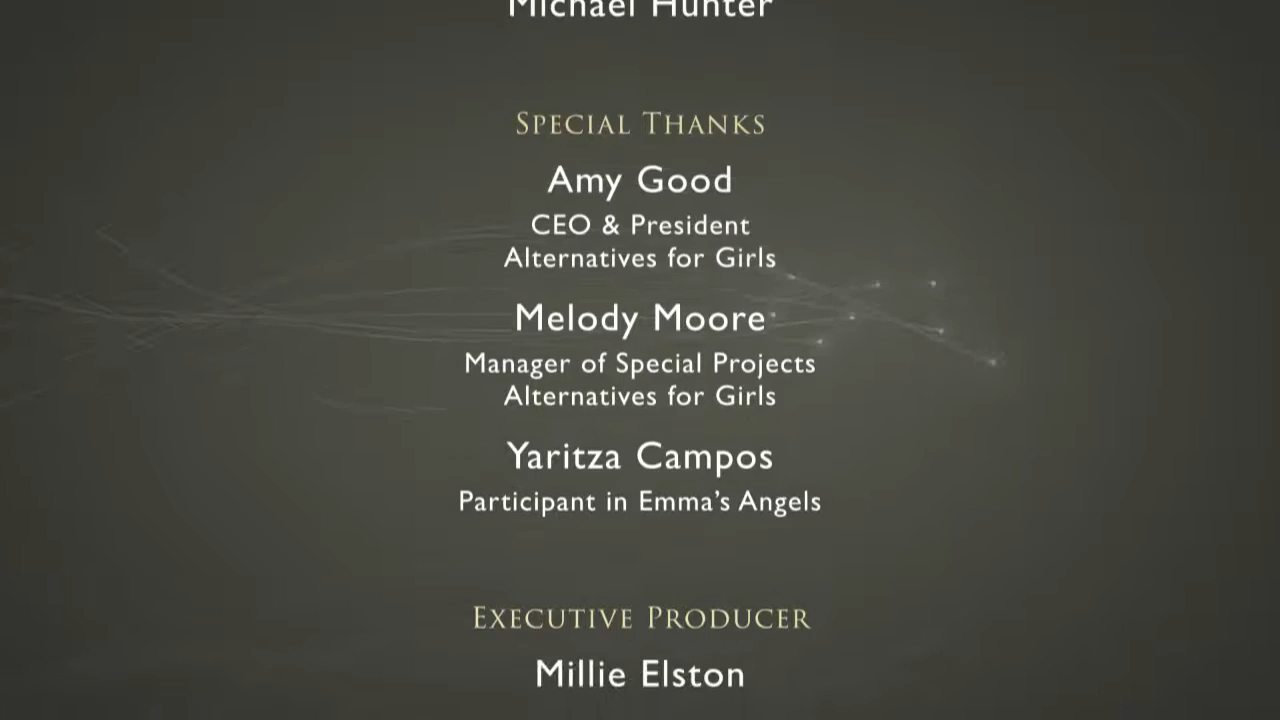 Michael Hunter
SPECIAL THANKS
Amy Good
CEO & President
Alternatives for Girls
Melody Moore
Manager of Special Projects
Alternatives for Girls
Yaritza Campos
Participant in Emma’s Angels
EXECUTIVE PRODUCER
Millie Elston